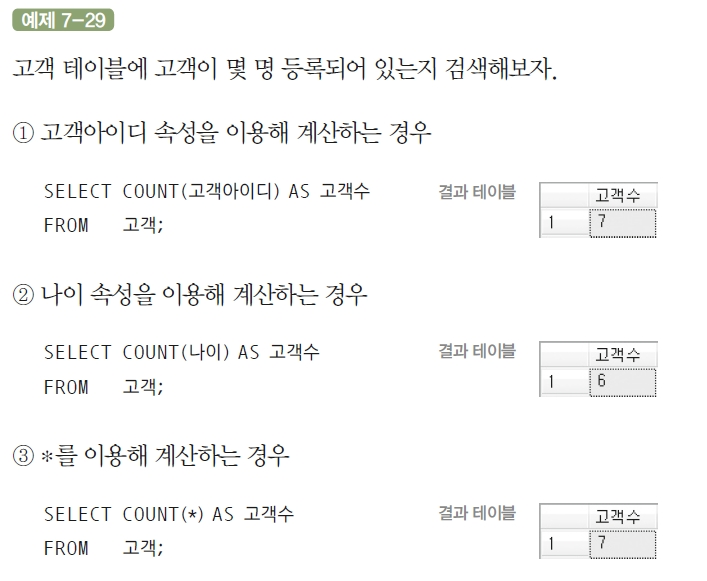 예제 7-29
고객 테이블에 고객이 몇 명 등록되어 있는지 검색해보자.
① 고객아이디 속성을 이용해 계산하는 경우
SELECT COUNT(고객아이디) AS 고객수
FROM 고객;
결과 테이블
고객수
1 7
② 나이 속성을 이용해 계산하는 경우
SELECT COUNT(나이) AS 고객수
FROM 고객;
결과 테이블
고객수
1 6
③ *를 이용해 계산하는 경우
SELECT COUNT(*) AS 고객수
FROM 고객;
결과 테이블
고객수
1 7